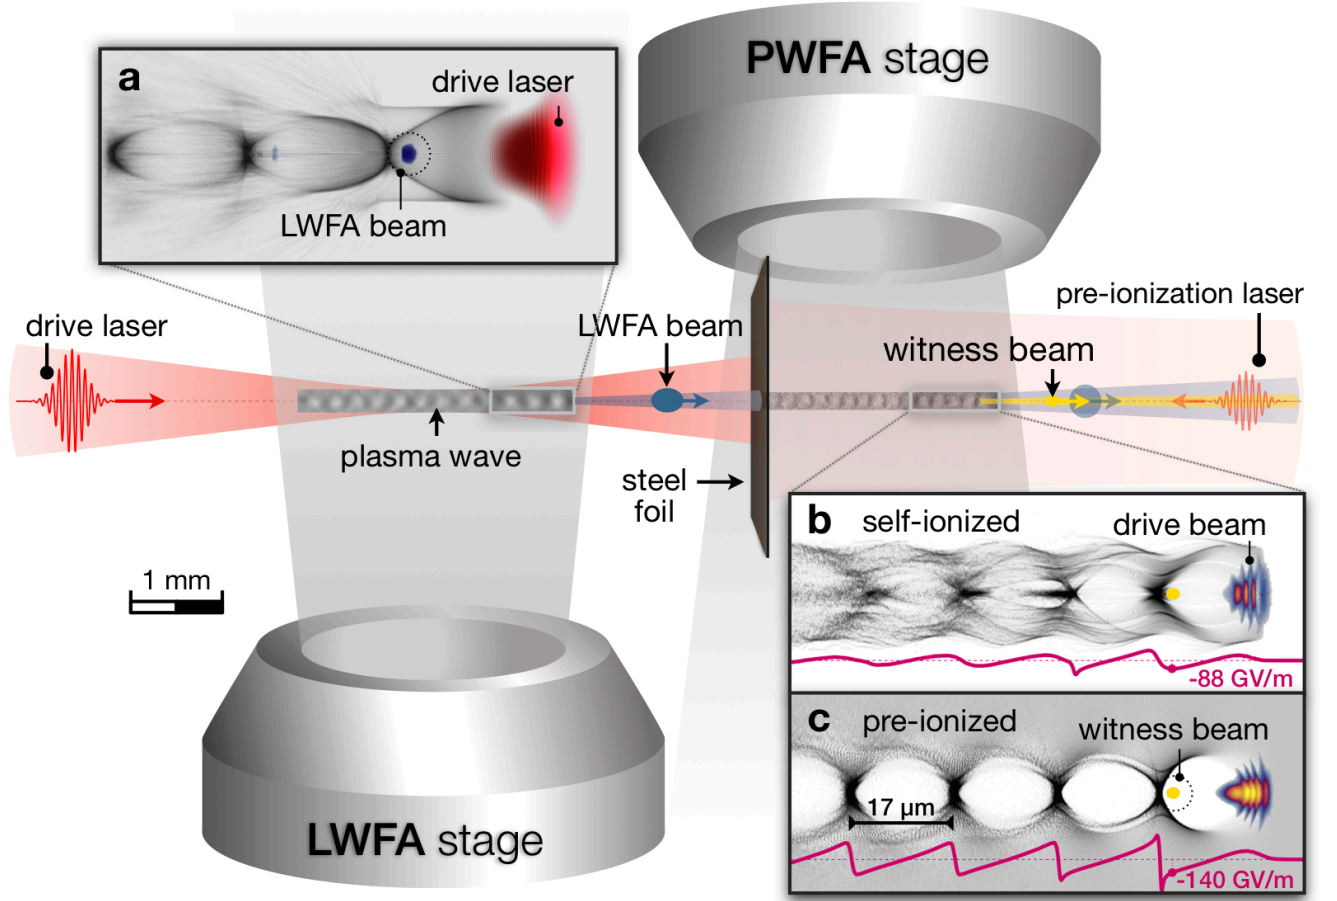 PWFA stage
a
drive laser
LWFA beam
drive laser
LWFA beam
pre-ionization laser
witness beam
plasma wave
steel
foil
1 mm
b
self-ionized
drive beam
-88 GV/m
c
pre-ionized
witness beam
17 µm
-140 GV/m
LWFA stage